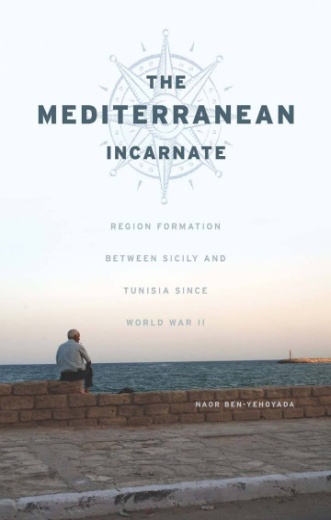 THE
MEDITERRANEAN
INCARNATE
REGION FORMATION
BETWEEN SICILY AND
TUNISIA SINCE
WORLD WAR II
NAOR BEN-YEHOYADA